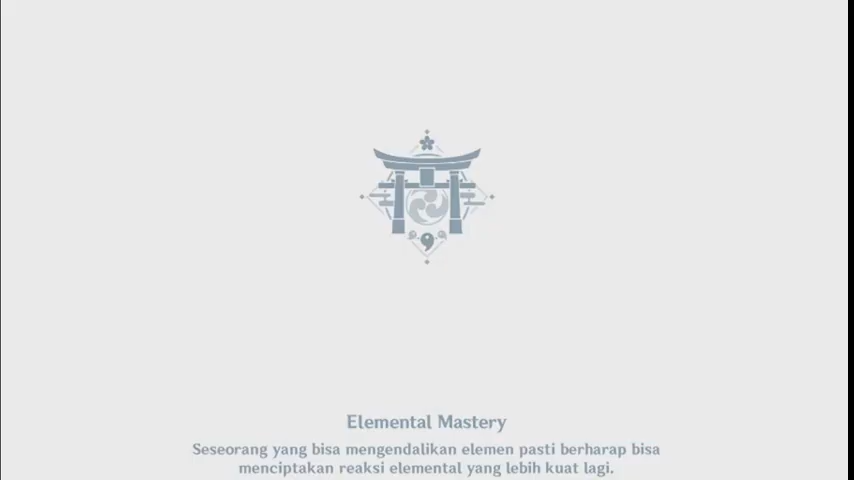 Elemental Mastery
Seseorang yang bisa mengendalikan elemen pasti berharap bisa
menciptakan reaksi elemental yang lebih kuat lagi.